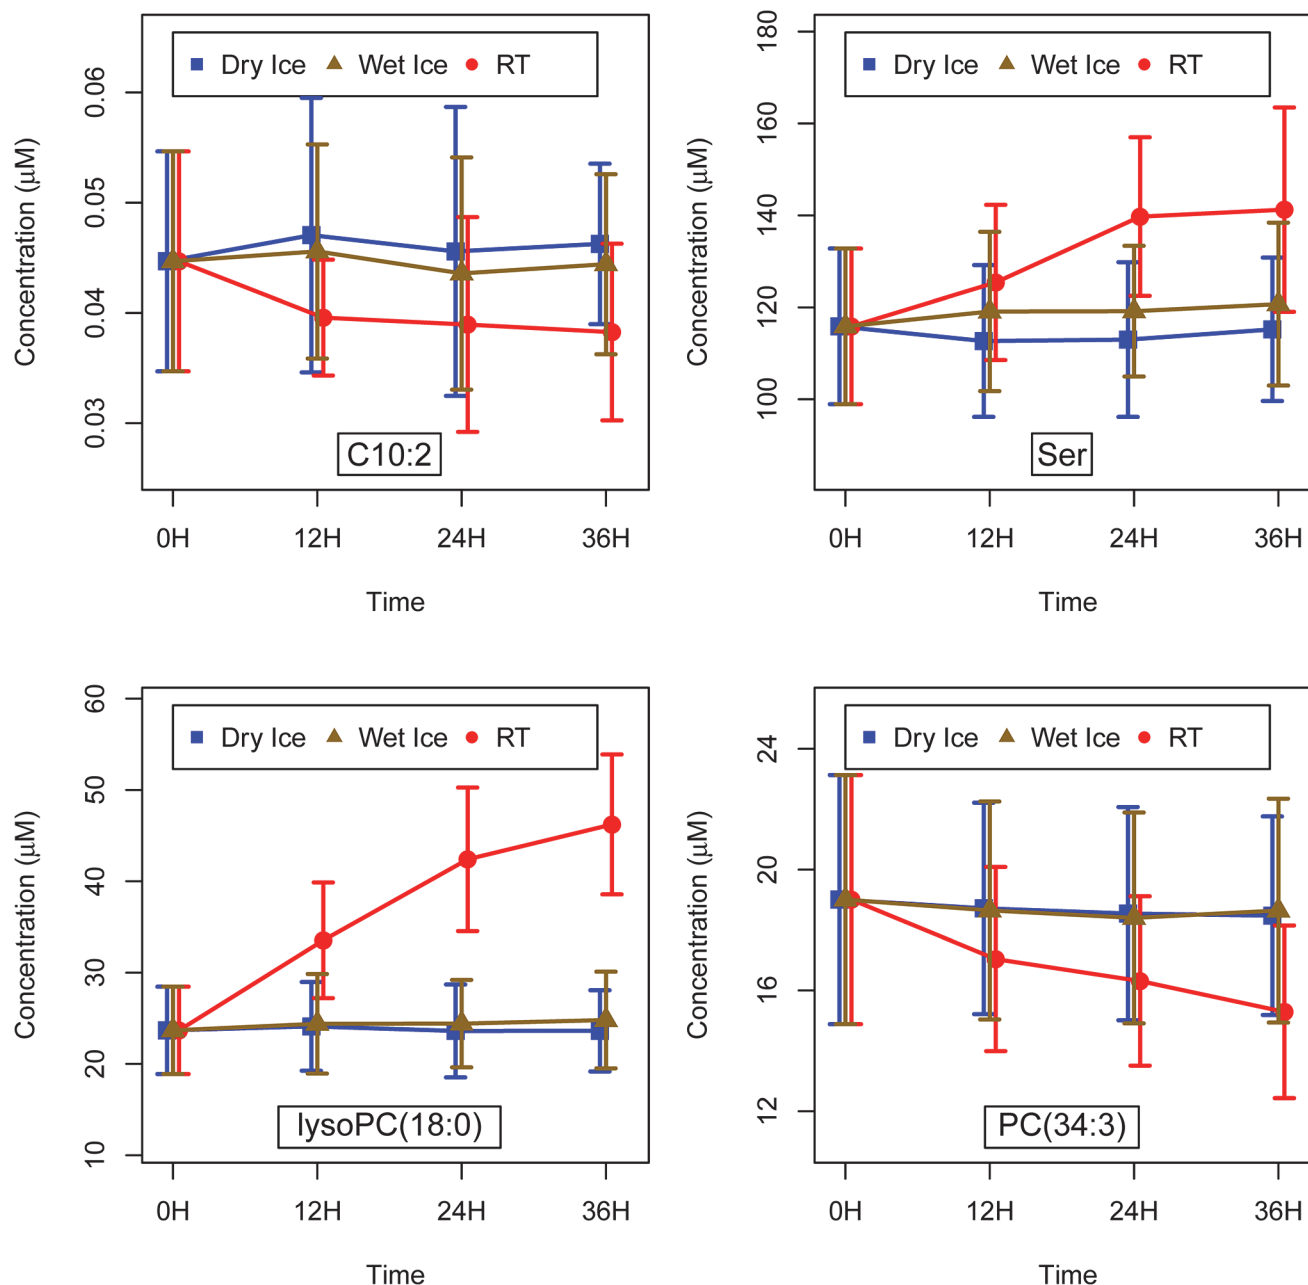 Dry Ice Wet Ice RT
Concentration (µM)
0.06
0.05
0.04
0.03
C10:2
0H 12H 24H 36H
Time
Dry Ice Wet Ice RT
Concentration (µM)
180
160
140
120
100
Ser
0H 12H 24H 36H
Time
Dry Ice Wet Ice RT
Concentration (µM)
60
50
40
30
20
10
lysoPC(18:0)
0H 12H 24H 36H
Time
Dry Ice Wet Ice RT
Concentration (µM)
24
20
16
12
PC(34:3)
0H 12H 24H 36H
Time